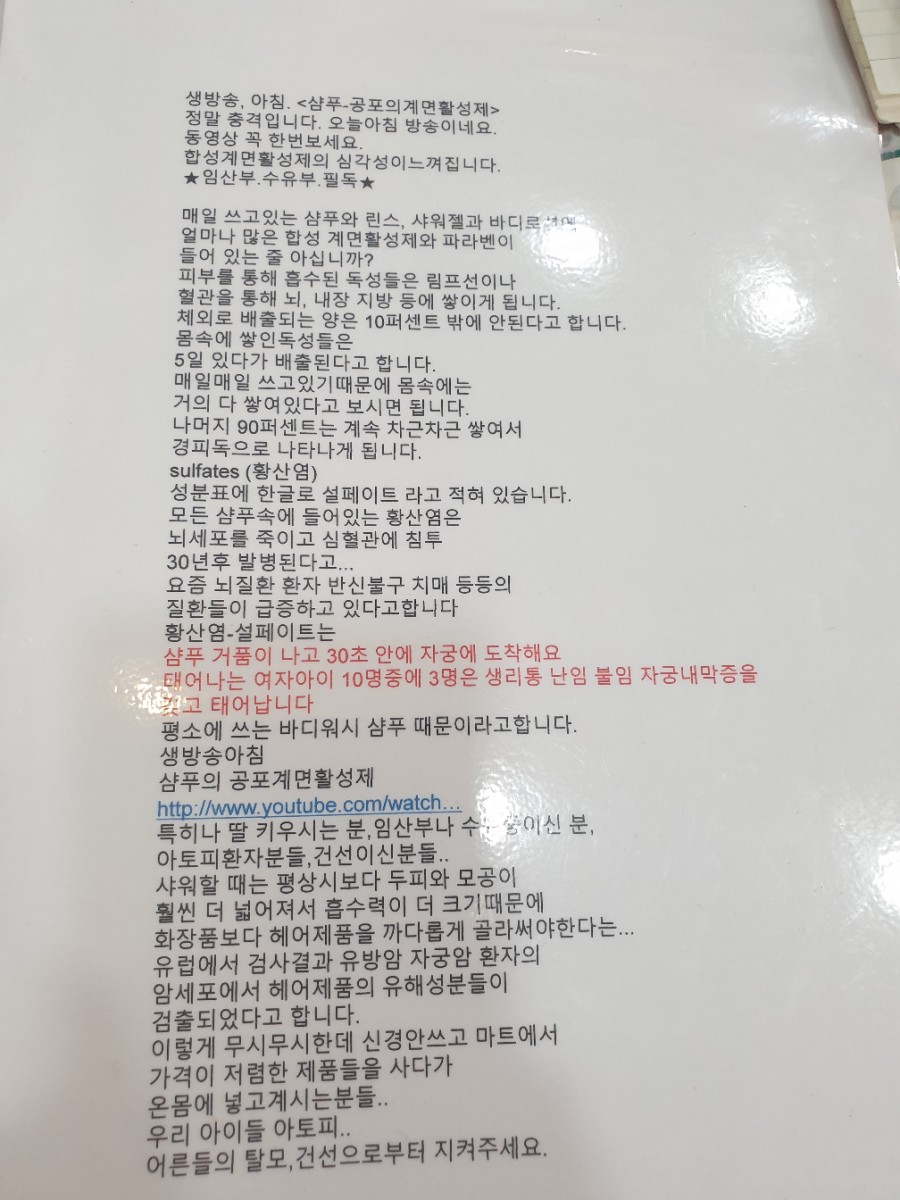 생방송, 아침. <샴푸-공포의계면활성제>
정말 충격입니다. 오늘아침 방송이네요.
동영상 꼭 한번보세요.
합성계면활성제의 심각성이느껴집니다.
★임산부.수유부.필독★
매일 쓰고있는 샴푸와 린스, 샤워젤과
얼마나 많은 합성 계면활성제와 파라벤이
들어 있는 줄 아십니까?
피부를 통해 흡수된 독성들은 림프선이나
혈관을 통해 뇌, 내장 지방 등에 쌓이게 됩니다.
체외로 배출되는 양은 10퍼센트 밖에 안된다고 합니다.
몸속에 쌓인독성들은
5일 있다가 배출된다고 합니다.
매일매일 쓰고있기때문에 몸속에는
거의 다 쌓여있다고 보시면 됩니다.
나머지 90퍼센트는 계속 차근차근 쌓여서
경피독으로 나타나게 됩니다.
sulfates (황산염)
성분표에 한글로 설페이트 라고 적혀 있습니다.
모든 샴푸속에 들어있는 황산염은
뇌세포를 죽이고 심혈관에 침투
30년후 발병된다고...
요즘 뇌질환 환자 반신불구 치매 등등의
질환들이 급증하고 있다고합니다
황산염-설페이트는
샴푸 거품이 나고 30초 안에 자궁에 도착해요
태어나는 여자아이 10명중에 3명은 생리통 난임 불임 자궁내막증을
갖고 태어납니다
평소에 쓰는 바디워시 샴푸 때문이라고합니다.
생방송아침
샴푸의 공포계면활성제
http://www.youtube.com/watch...
특히나 딸 키우시는 분,임산부나 분,
아토피환자분들,건선이신분들..
샤워할 때는 평상시보다 두피와 모공이
훨씬 더 넓어져서 흡수력이 더 크기때문에
화장품보다 헤어제품을 까다롭게 골라써야한다는...
유럽에서 검사결과 유방암 자궁암 환자의
암세포에서 헤어제품의 유해성분들이
검출되었다고 합니다.
이렇게 무시무시한데 신경안쓰고 마트에서
가격이 저렴한 제품들을 사다가
온몸에 넣고계시는분들..
우리 아이들 아토피..
어른들의 탈모,건선으로부터 지켜주세요.